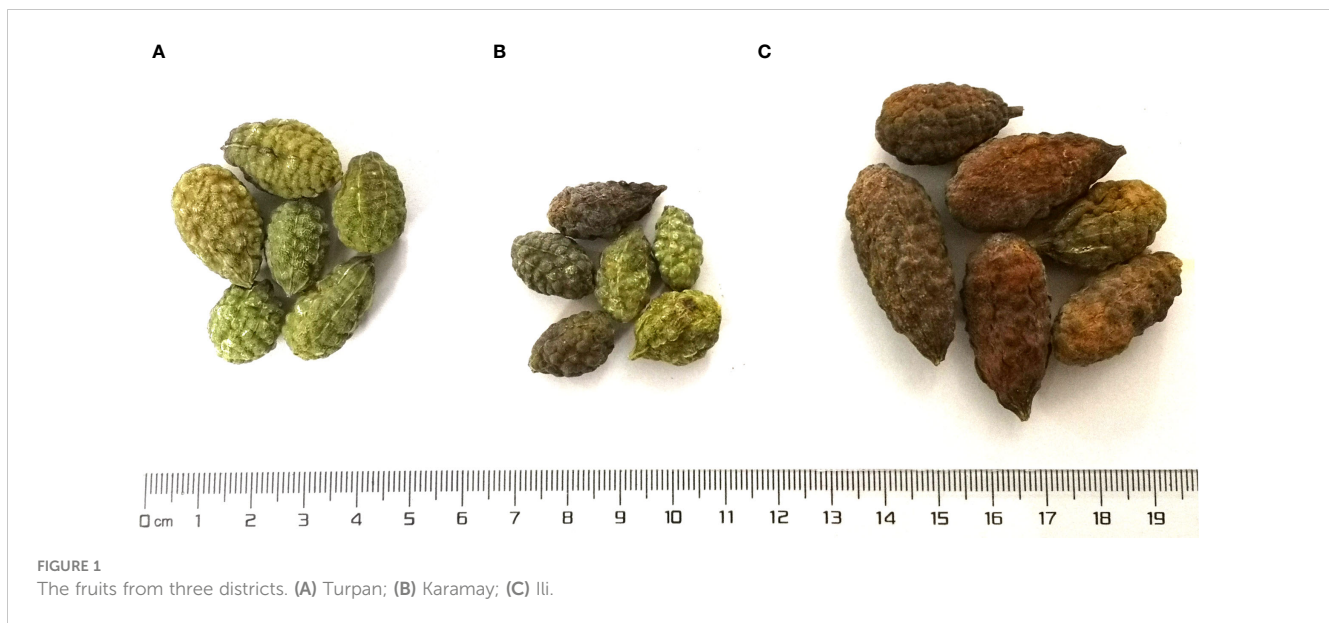 A B C
0 cm 1 2 3 4 5 6 7 8 9 10 11 12 13 14 15 16 17 18 19
FIGURE 1
The fruits from three districts. (A) Turpan; (B) Karamay; (C) Ili.